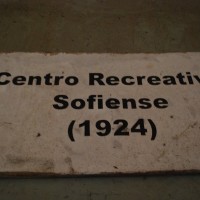 Centro Recreativ
Sofiense
(1924)